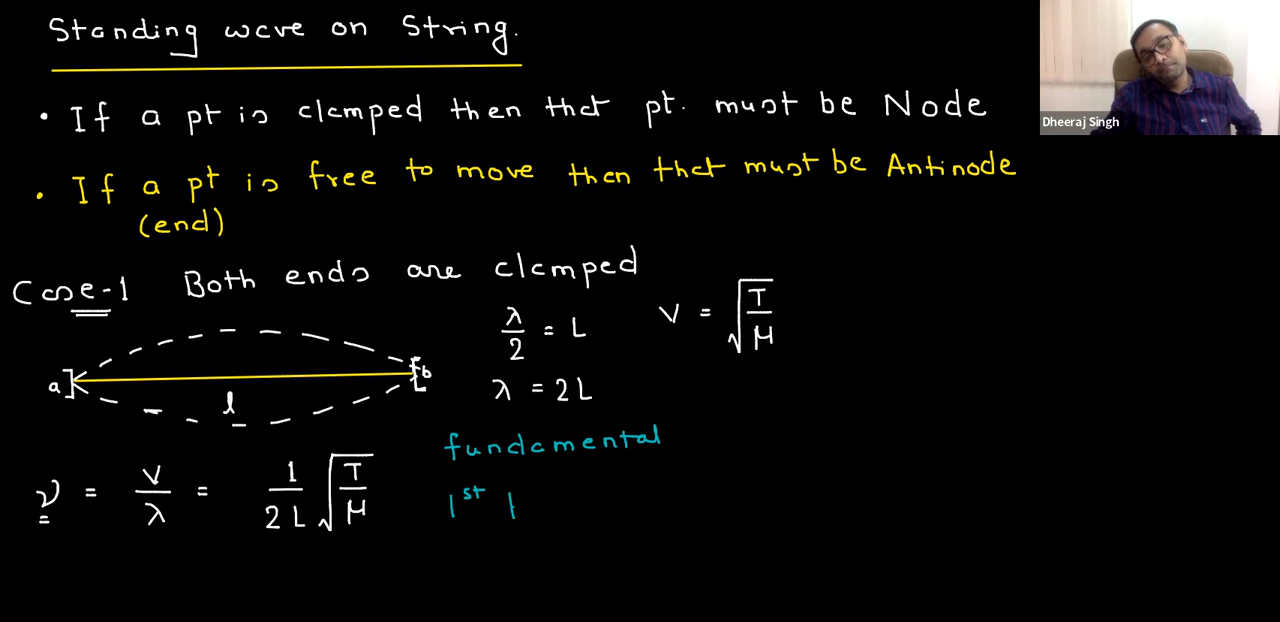 Standing wave on String.
• If a pt is clamped then that pt. must be Node
• If a pt is free to move then that must be Antinode
(end)
Case-1 Both ends are clamped
λ/2 = L
v = √(T/μ)
a
b
l
λ = 2L
fundamental
ν = v/λ = 1/2L √(T/μ)
1st
Dheeraj Singh